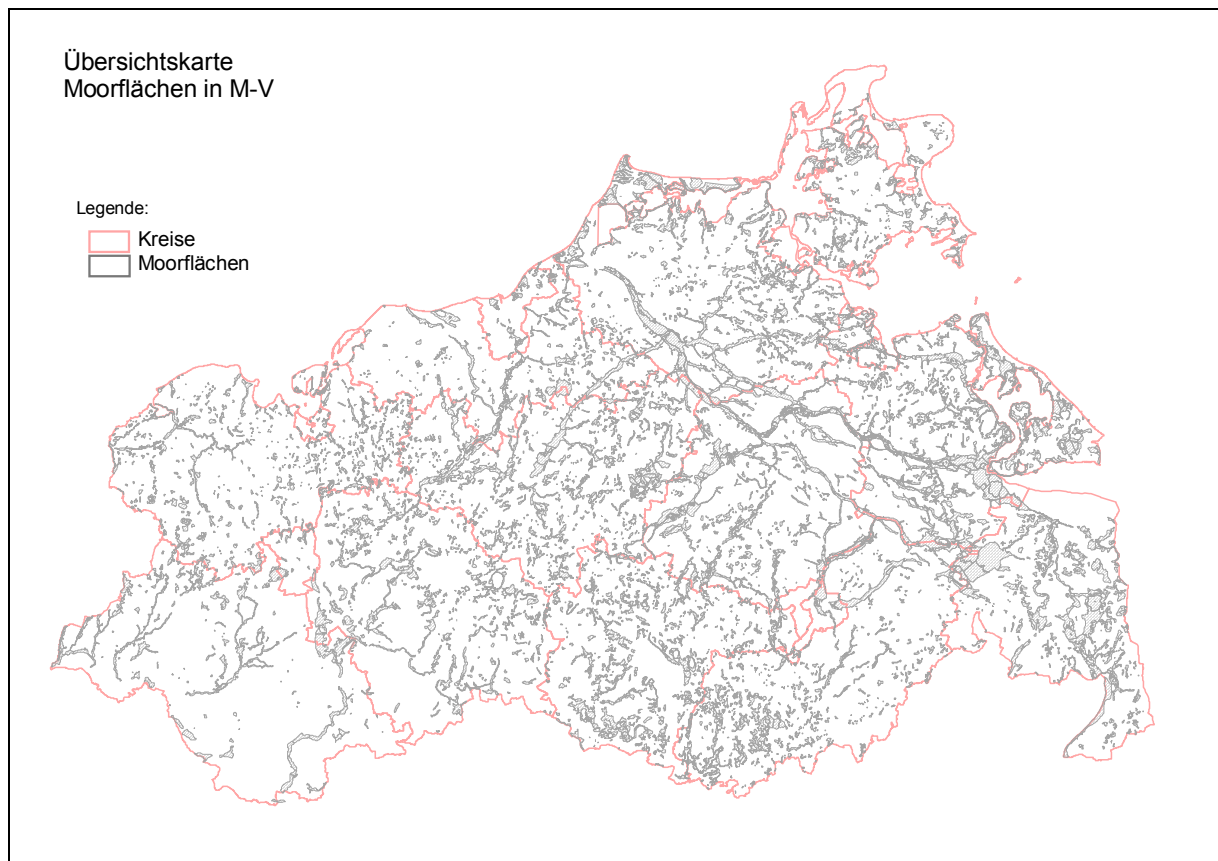 Übersichtskarte
Moorflächen in M-V
Legende:
Kreise
Moorflächen